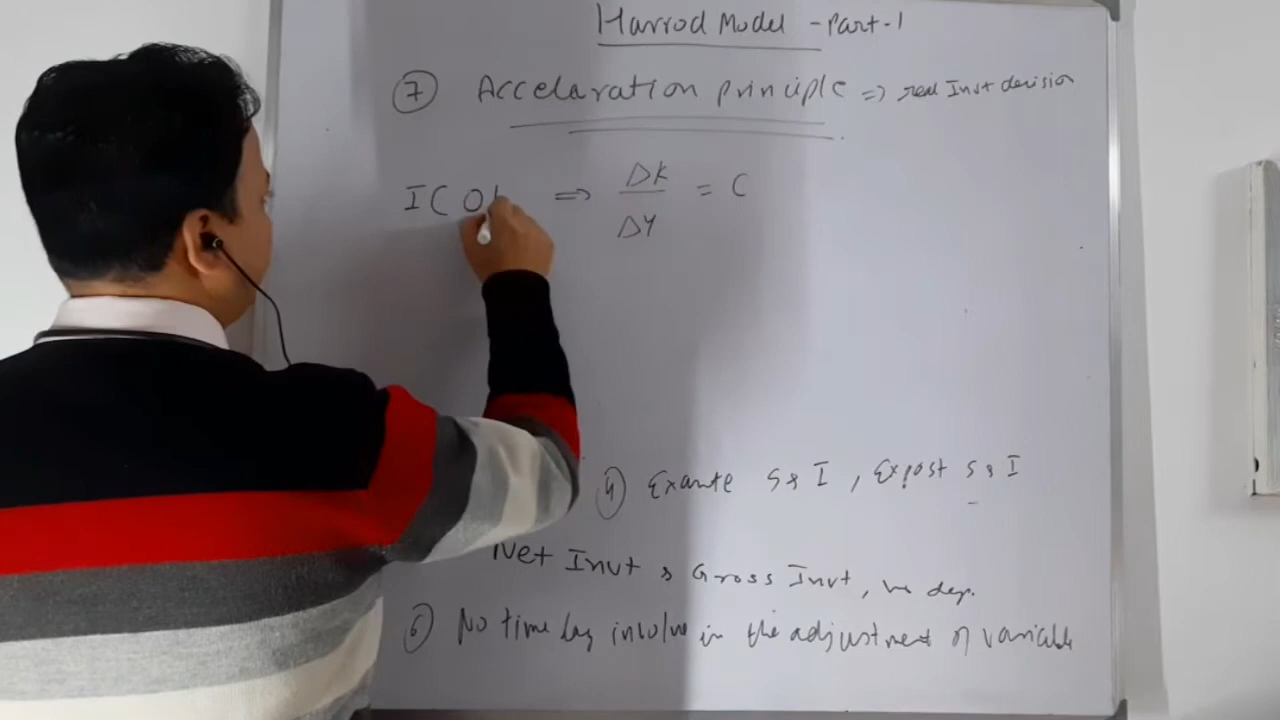 Harrod Model - Part-1
7 Accelaration principle => real Invt decision
ICO => ΔK/ΔY = C
4) Exante S & I, Expost S & I
Net Invt & Gross Invt, no dep.
6) No time lag involve in the adjustment of variable